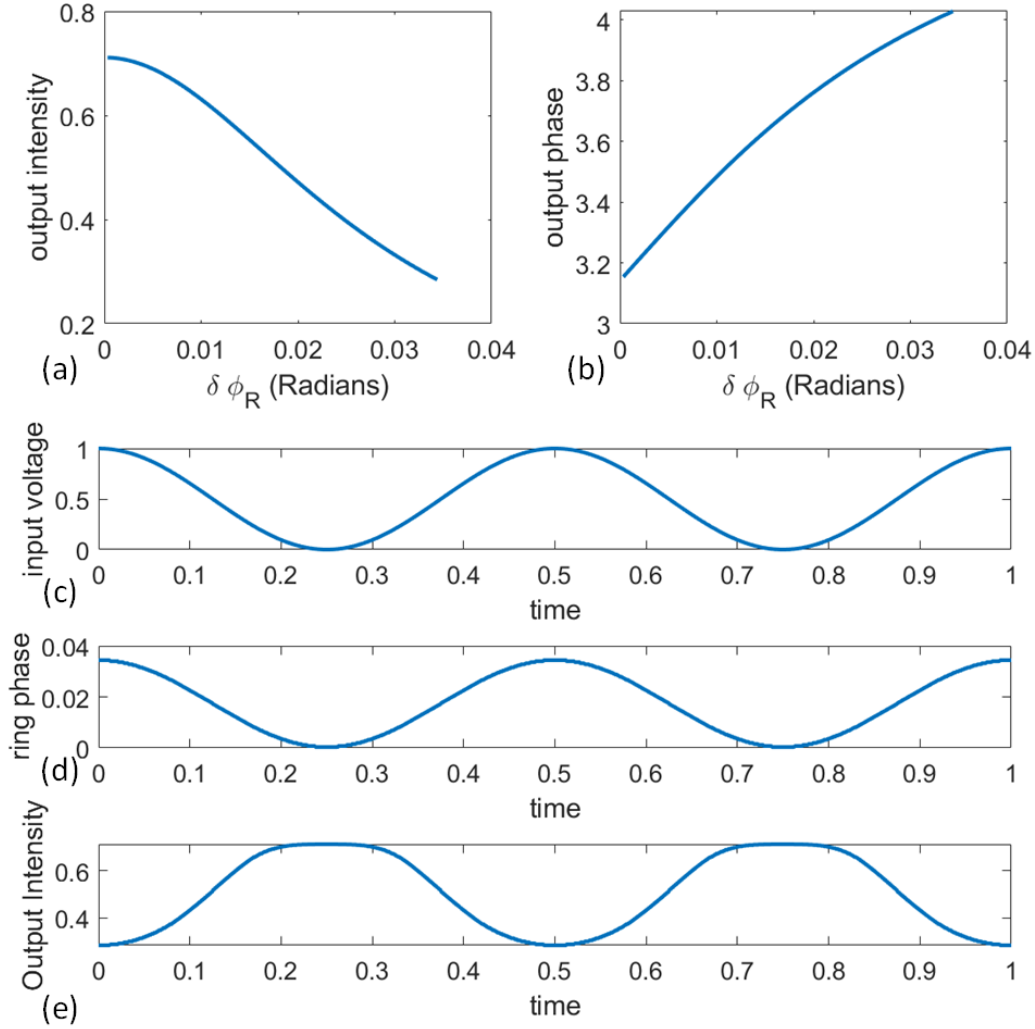 0.8
0.6
0.4
0.2
output intensity
0 0.01 0.02 0.03 0.04
δ ϕR (Radians)
(a)
4
3.8
3.6
3.4
3.2
3
output phase
0 0.01 0.02 0.03 0.04
δ ϕR (Radians)
(b)
1
0.5
0
input voltage
0 0.1 0.2 0.3 0.4 0.5 0.6 0.7 0.8 0.9 1
time
(c)
0.04
0.02
0
ring phase
0 0.1 0.2 0.3 0.4 0.5 0.6 0.7 0.8 0.9 1
time
(d)
0.6
0.4
Output Intensity
0 0.1 0.2 0.3 0.4 0.5 0.6 0.7 0.8 0.9 1
time
(e)